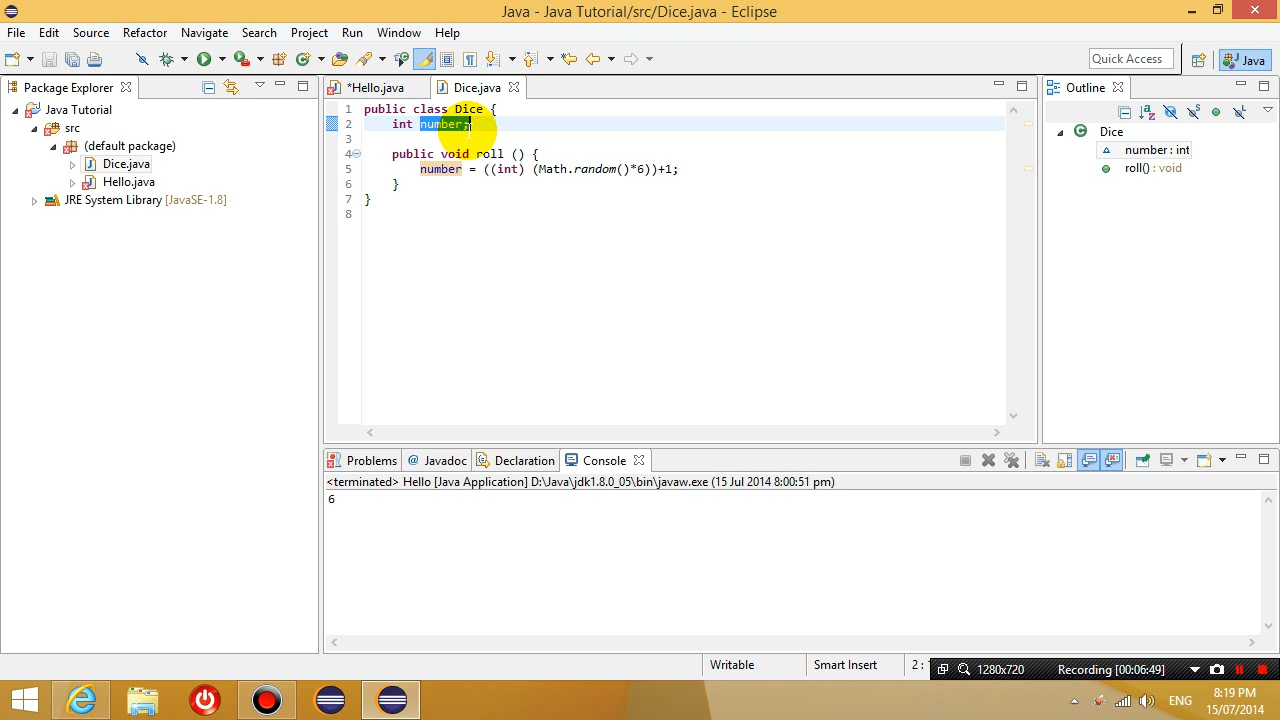 Java - Java Tutorial/src/Dice.java - Eclipse
File Edit Source Refactor Navigate Search Project Run Window Help
Quick Access
Java
Package Explorer
*Hello.java
Dice.java
Outline
Java Tutorial
src
(default package)
Dice.java
Hello.java
JRE System Library [JavaSE-1.8]
1 public class Dice {
2 int number;
3
4 public void roll () {
5 number = ((int) (Math.random()*6))+1;
6 }
7 }
8
Dice
number : int
roll() : void
Problems
@ Javadoc
Declaration
Console
<terminated> Hello [Java Application] D:\Java\jdk1.8.0_05\bin\javaw.exe (15 Jul 2014 8:00:51 pm)
6
Writable
Smart Insert
2 :
1280x720
Recording [00:06:49]
ENG
8:19 PM
15/07/2014